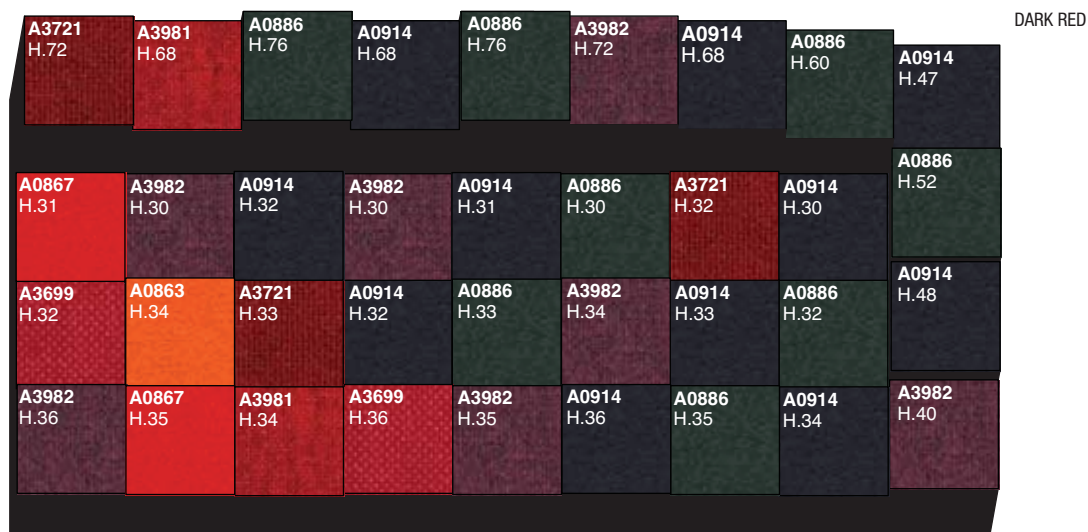 A3721
H.72
A3981
H.68
A0886
H.76
A0914
H.68
A0886
H.76
A3982
H.72
A0914
H.68
A0886
H.60
A0914
H.47
DARK RED
A0867
H.31
A3982
H.30
A0914
H.32
A3982
H.30
A0914
H.31
A0886
H.30
A3721
H.32
A0914
H.30
A0886
H.52
A3699
H.32
A0863
H.34
A3721
H.33
A0914
H.32
A0886
H.33
A3982
H.34
A0914
H.33
A0886
H.32
A0914
H.48
A3982
H.36
A0867
H.35
A3981
H.34
A3699
H.36
A3982
H.35
A0914
H.36
A0886
H.35
A0914
H.34
A3982
H.40